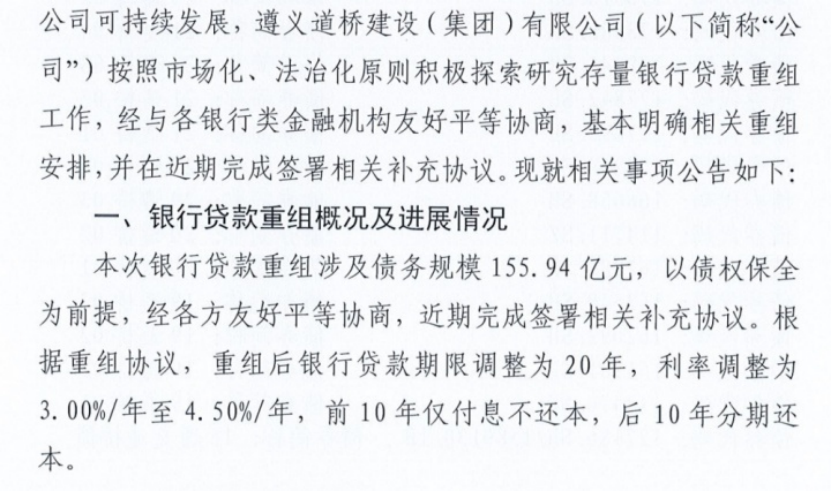 公司可持续发展，遵义道桥建设（集团）有限公司（以下简称“公
司”）按照市场化、法治化原则积极探索研究存量银行贷款重组
工作，经与各银行类金融机构友好平等协商，基本明确相关重组
安排，并在近期完成签署相关补充协议。现就相关事项公告如下：
一、银行贷款重组概况及进展情况
本次银行贷款重组涉及债务规模 155.94 亿元，以债权保全
为前提，经各方友好平等协商，近期完成签署相关补充协议。根
据重组协议，重组后银行贷款期限调整为 20 年，利率调整为
3.00%/年至 4.50%/年，前 10 年仅付息不还本，后 10 年分期还
本。